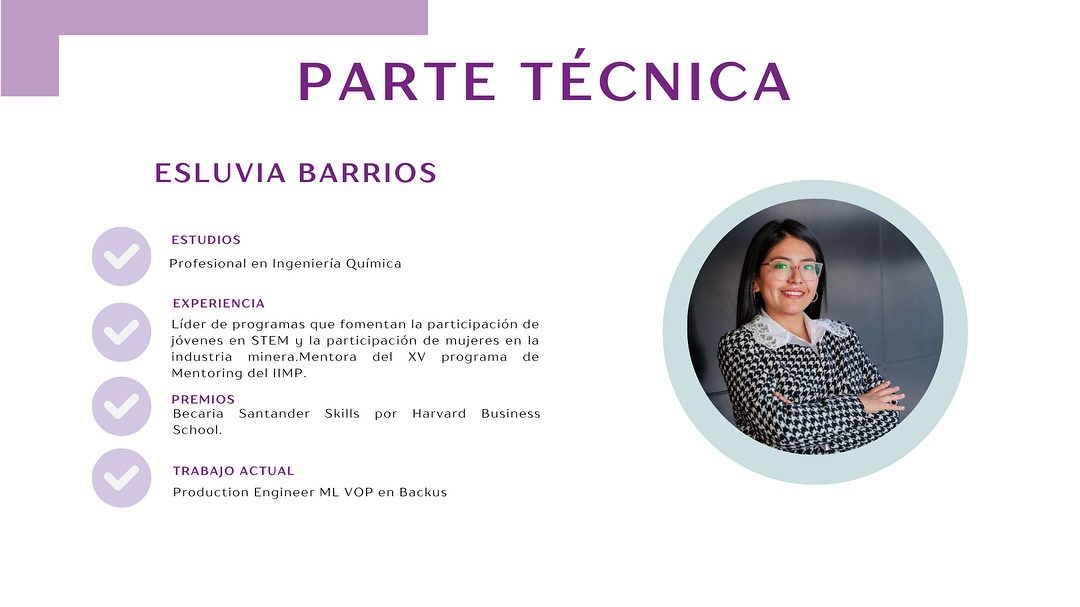 PARTE TÉCNICA
ESLUVIA BARRIOS
ESTUDIOS
Profesional en Ingeniería Química
EXPERIENCIA
Líder de programas que fomentan la participación de
jóvenes en STEM y la participación de mujeres en la
industria minera.Mentora del XV programa de
Mentoring del IIMP.
PREMIOS
Becaria Santander Skills por Harvard Business
School.
TRABAJO ACTUAL
Production Engineer ML VOP en Backus